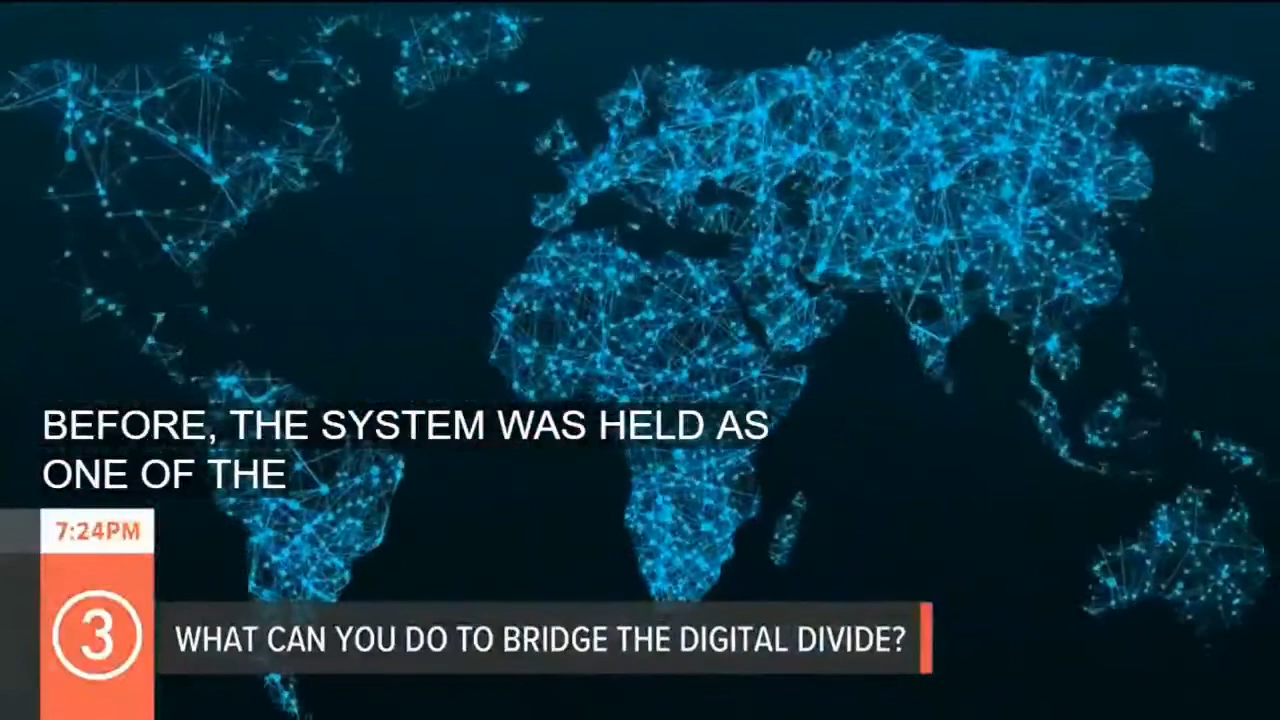 BEFORE, THE SYSTEM WAS HELD AS
ONE OF THE
7:24PM
3
WHAT CAN YOU DO TO BRIDGE THE DIGITAL DIVIDE?